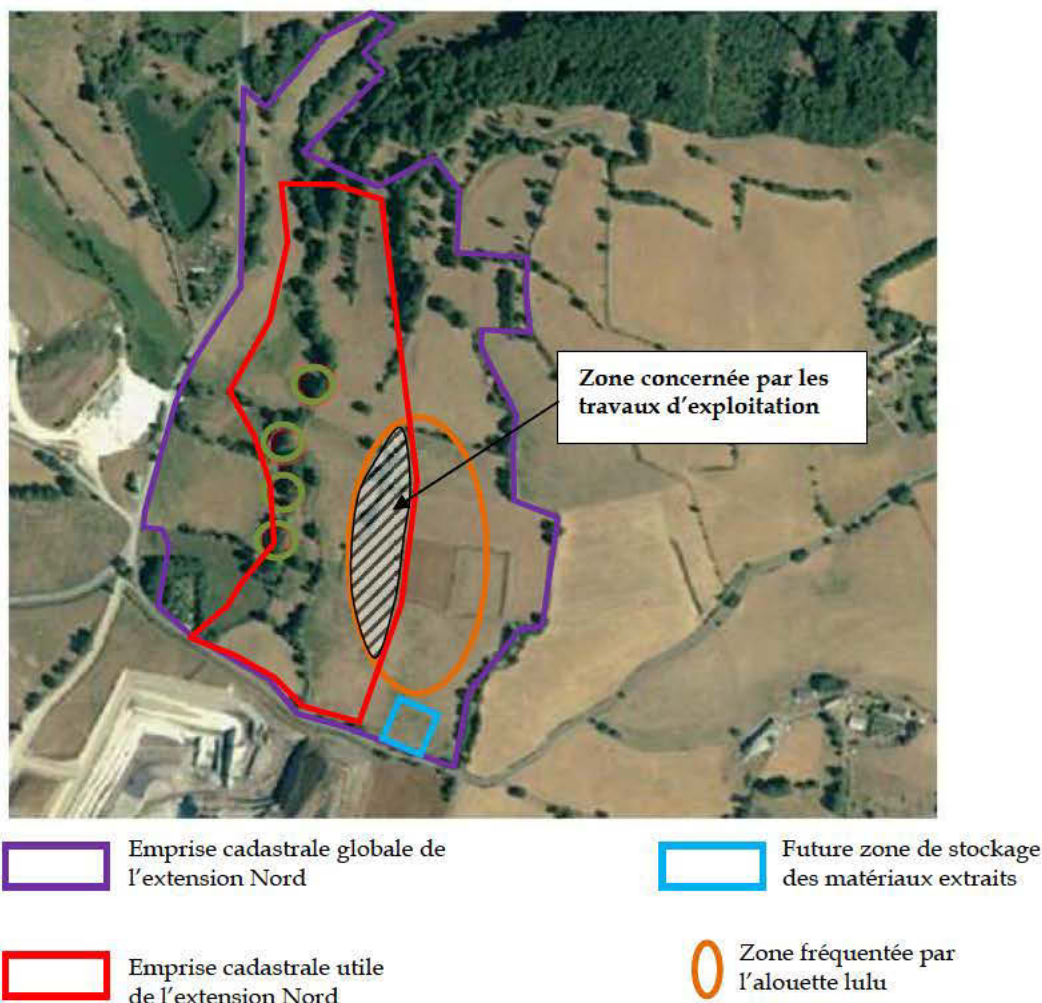 Zone concernée par les
travaux d'exploitation
Emprise cadastrale globale de
l'extension Nord
Future zone de stockage
des matériaux extraits
Emprise cadastrale utile
de l'extension Nord
Zone fréquentée par
l'alouette lulu